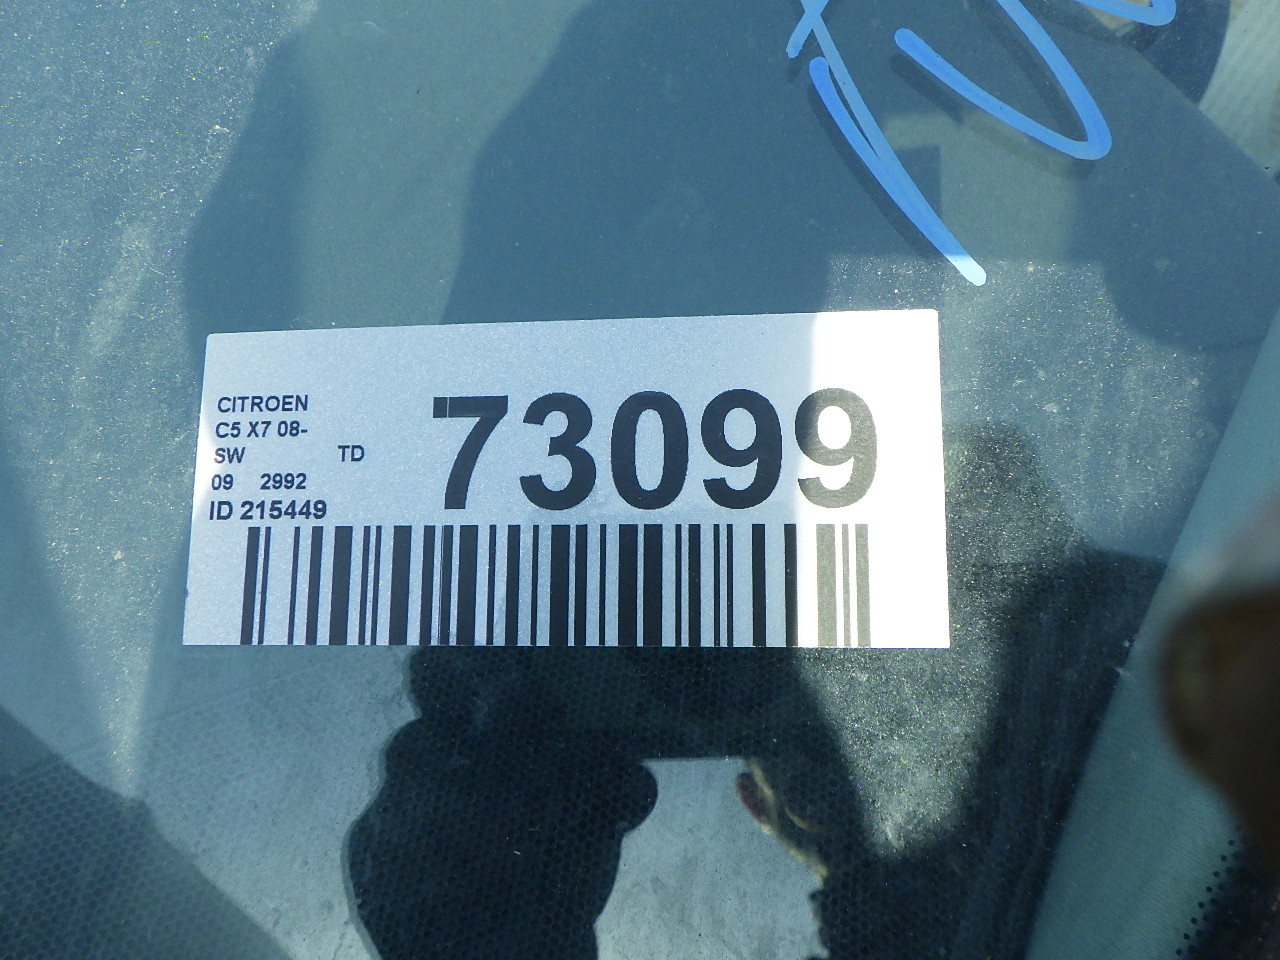 CITROEN
C5 X7 08-
SW TD
09 2992
ID 215449
73099